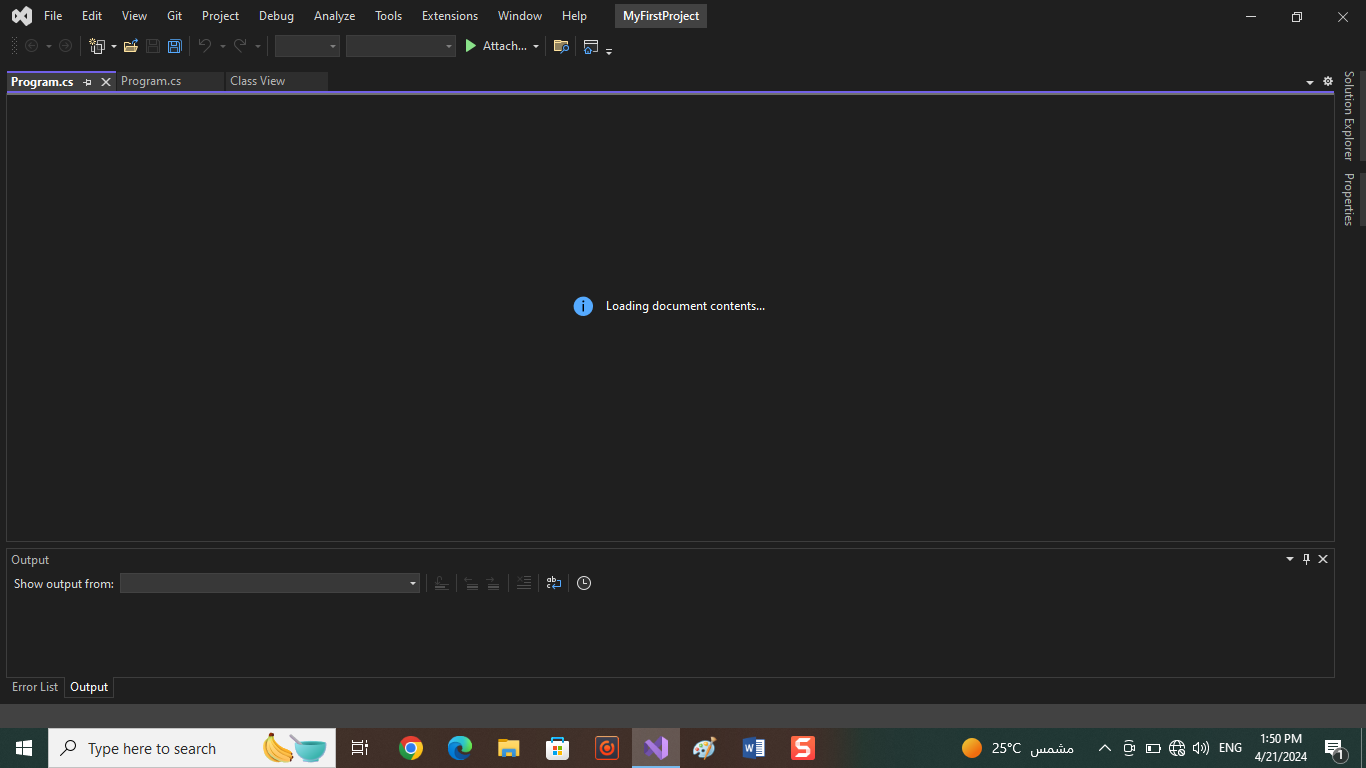 File Edit View Git Project Debug Analyze Tools Extensions Window Help MyFirstProject
Attach...
Program.cs Program.cs Class View
Solution Explorer
Properties
Loading document contents...
Output
Show output from:
Error List Output
Type here to search
25°C مشمس
ENG
1:50 PM
4/21/2024
1